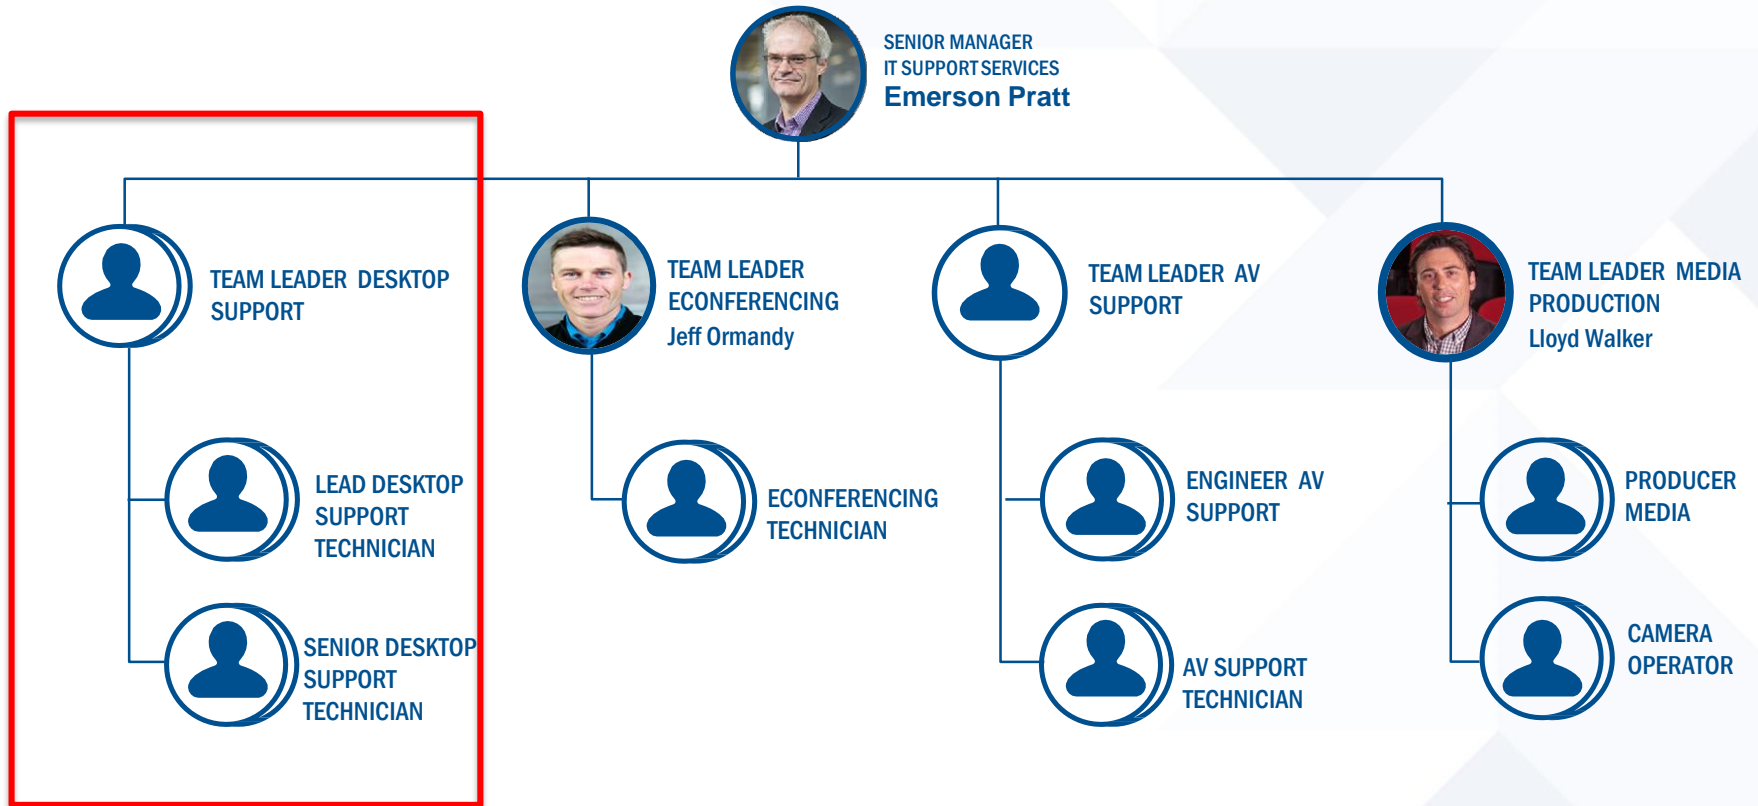 SENIOR MANAGER
IT SUPPORT SERVICES
Emerson Pratt
TEAM LEADER DESKTOP
SUPPORT
TEAM LEADER
ECONFERENCING
Jeff Ormandy
TEAM LEADER AV
SUPPORT
TEAM LEADER MEDIA
PRODUCTION
Lloyd Walker
LEAD DESKTOP
SUPPORT
TECHNICIAN
ECONFERENCING
TECHNICIAN
ENGINEER AV
SUPPORT
PRODUCER
MEDIA
SENIOR DESKTOP
SUPPORT
TECHNICIAN
AV SUPPORT
TECHNICIAN
CAMERA
OPERATOR